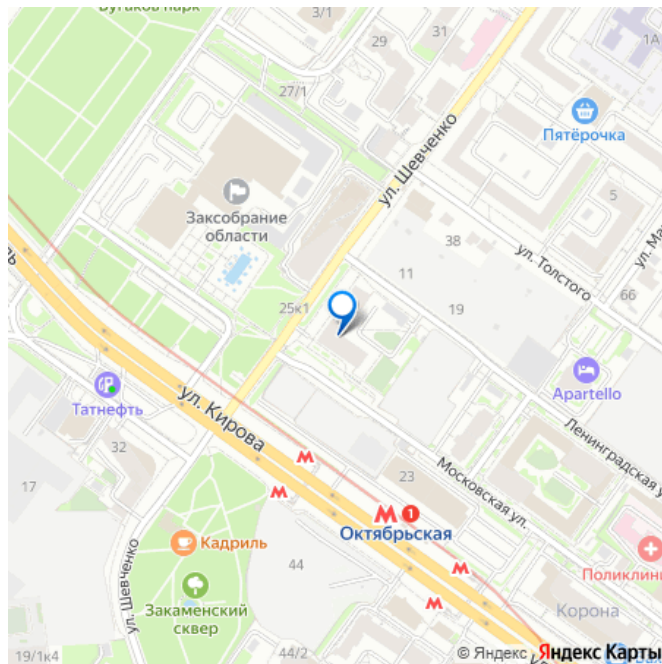 Бугаков парк
3/1
29
31
1А
27/1
ул. Шевченко
Пятёрочка
Заксобрание
области
5
38
ул. Толстого
11
19
66
25к1
Apartello
Татнефть
ул. Кирова
32
Ленинградская у
17
23
Московская ул.
М
М
М 1
Октябрьская
Кадриль
ул. Шевченко
44
Закаменский
сквер
М
М
Поликлини
Корона
19/1к4
44/2
© Яндекс Яндекс Карты